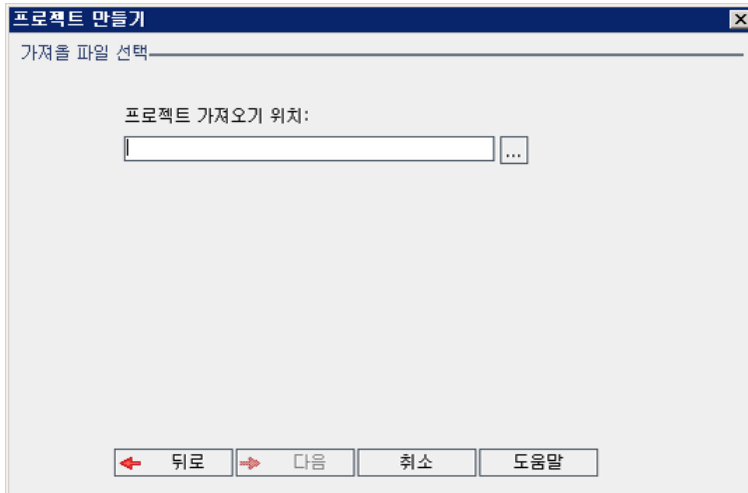 프로젝트 만들기
가져올 파일 선택
프로젝트 가져오기 위치:
...
뒤로 다음 취소 도움말